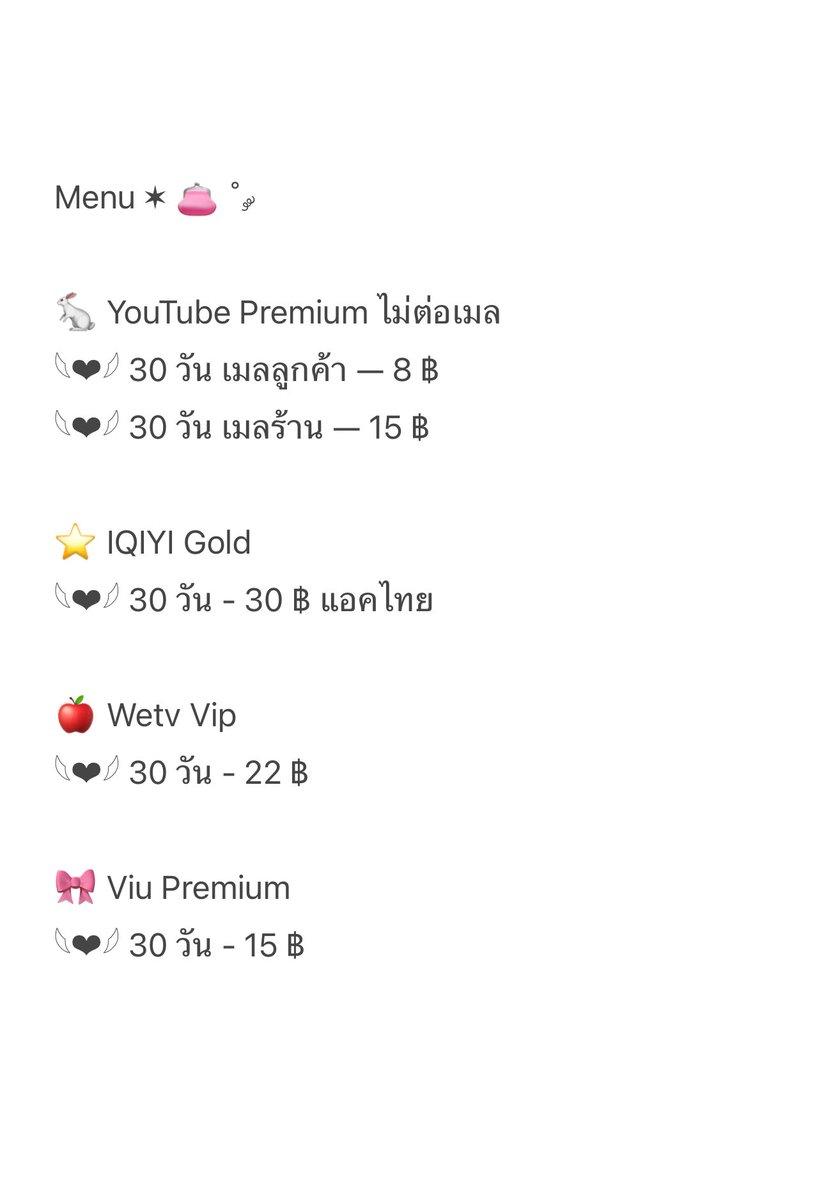 Menu ✶ 👛 ˚ ༘
🐇 YouTube Premium ไม่ต่อเมล
𓆩❤︎𓆪 30 วัน เมลลูกค้า — 8 ฿
𓆩❤︎𓆪 30 วัน เมลร้าน — 15 ฿
⭐ IQIYI Gold
𓆩❤︎𓆪 30 วัน - 30 ฿ แอคไทย
🍎 Wetv Vip
𓆩❤︎𓆪 30 วัน - 22 ฿
🎀 Viu Premium
𓆩❤︎𓆪 30 วัน - 15 ฿